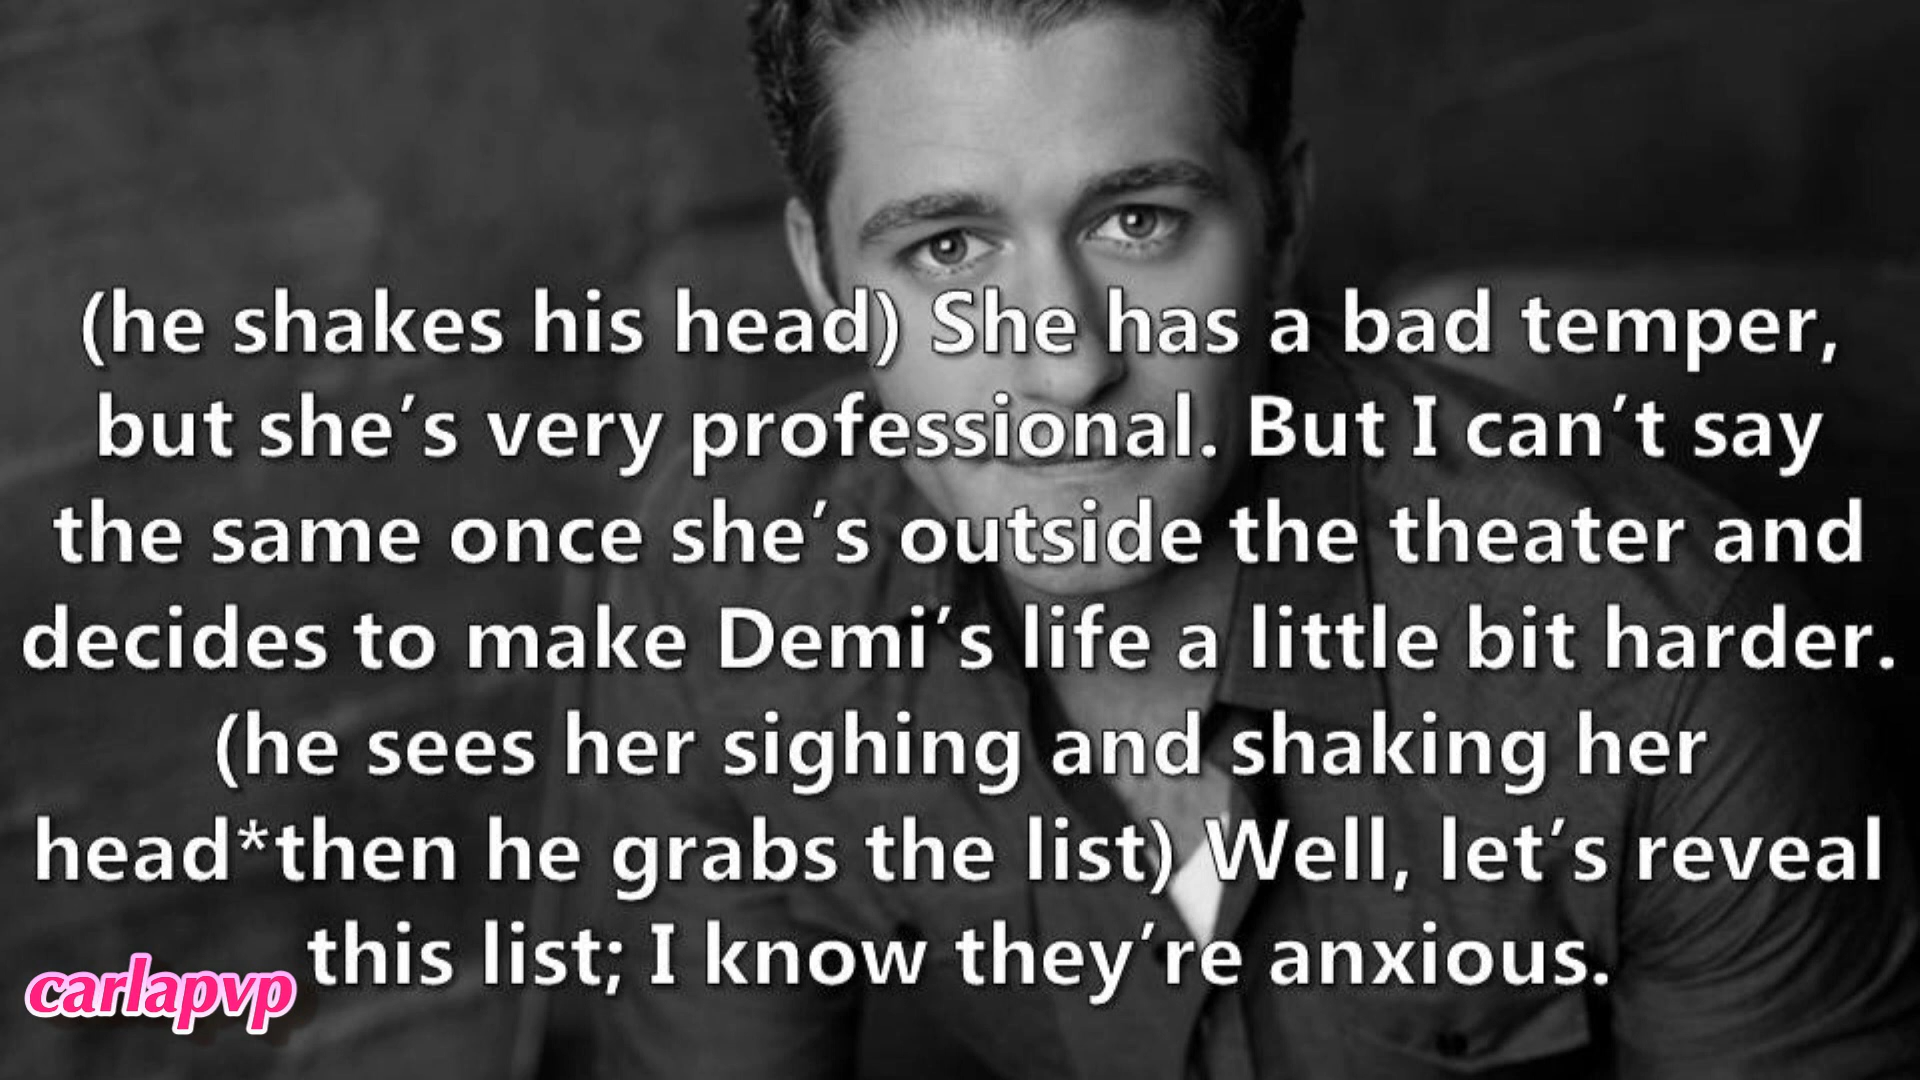 (he shakes his head) She has a bad temper,
but she’s very professional. But I can’t say
the same once she’s outside the theater and
decides to make Demi’s life a little bit harder.
(he sees her sighing and shaking her
head*then he grabs the list) Well, let’s reveal
this list; I know they’re anxious.
carlapvp